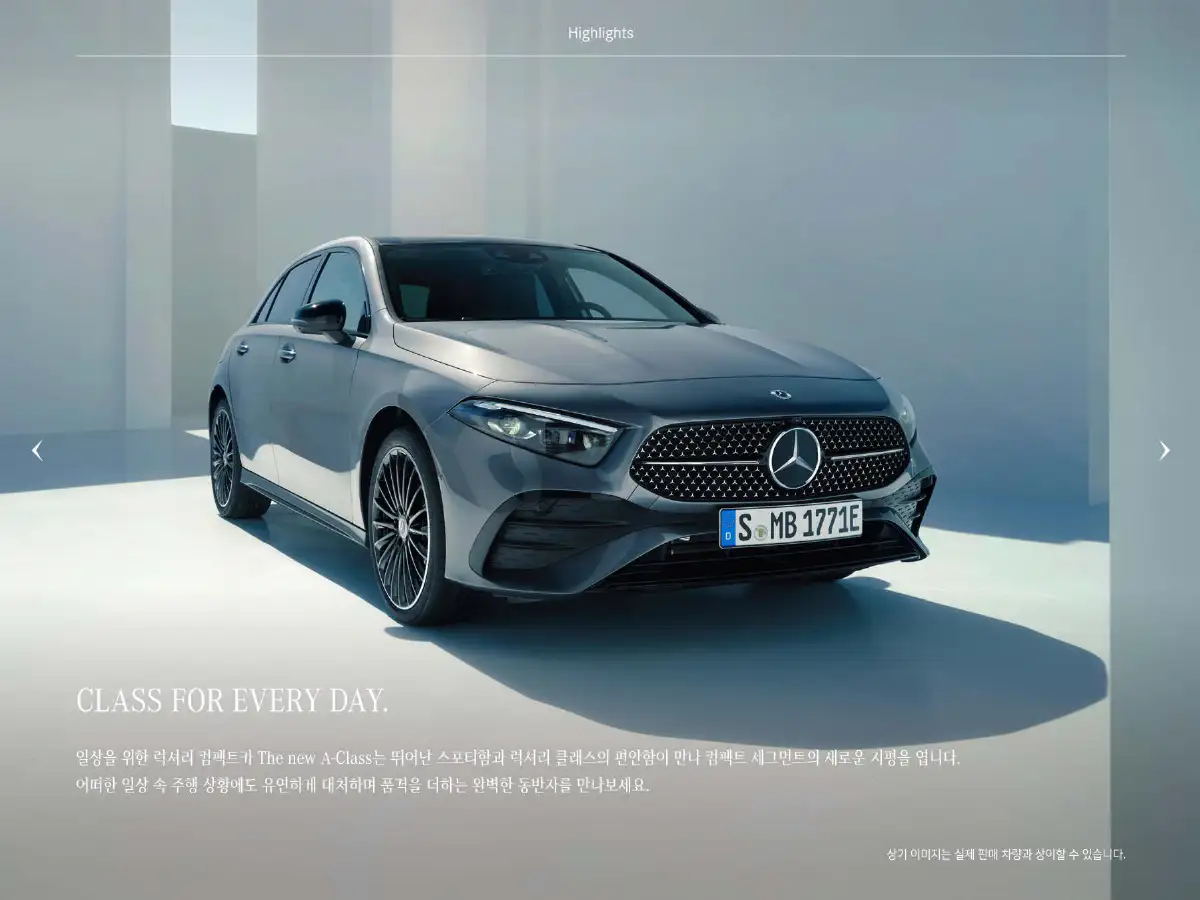 Highlights
S MB 1771E
D
CLASS FOR EVERY DAY.
일상을 위한 럭셔리 컴팩트카 The new A-Class는 뛰어난 스포티함과 럭셔리 클래스의 편안함이 만나 컴팩트 세그먼트의 새로운 지평을 엽니다.
어떠한 일상 속 주행 상황에도 유연하게 대처하며 품격을 더하는 완벽한 동반자를 만나보세요.
상기 이미지는 실제 판매 차량과 상이할 수 있습니다.